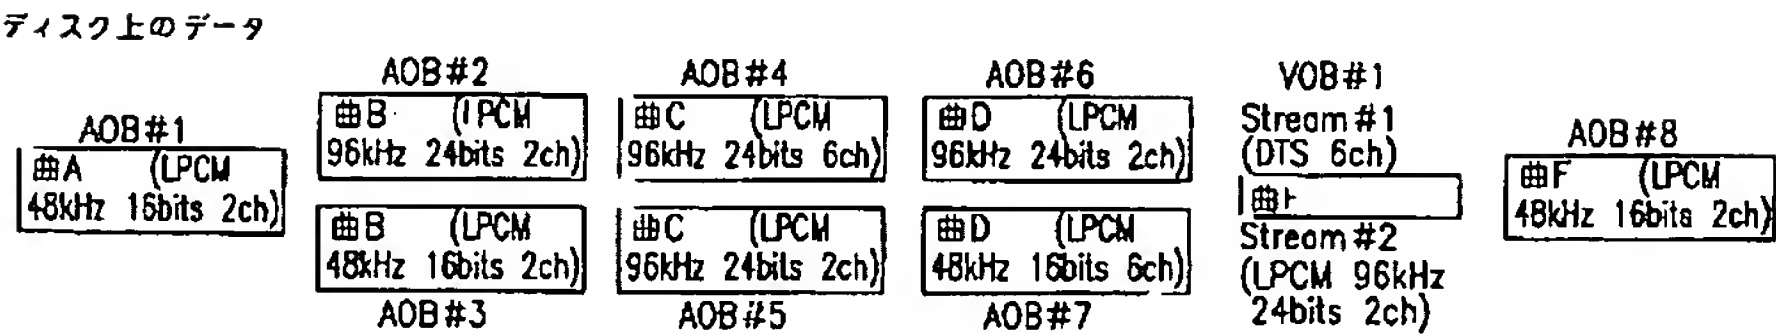 ディスク上のデータ
AOB#1
曲A (LPCM
48kHz 16bits 2ch)
AOB#2
曲B (LPCM
96kHz 24bits 2ch)
曲B (LPCM
48kHz 16bits 2ch)
AOB#3
AOB#4
曲C (LPCM
96kHz 24bits 6ch)
曲C (LPCM
96kHz 24bits 2ch)
AOB#5
AOB#6
曲D (LPCM
96kHz 24bits 2ch)
曲D (LPCM
48kHz 16bits 6ch)
AOB#7
VOB#1
Stream#1
(DTS 6ch)
曲
Stream#2
(LPCM 96kHz
24bits 2ch)
AOB#8
曲F (LPCM
48kHz 16bits 2ch)